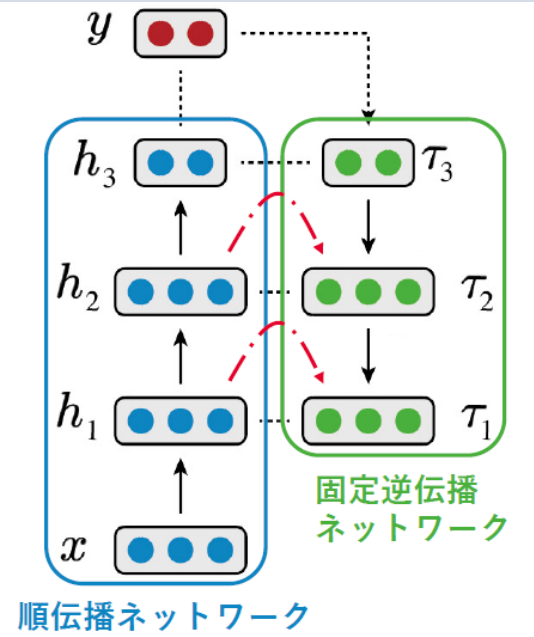 y
h₃
τ₃
h₂
τ₂
h₁
τ₁
固定逆伝播
ネットワーク
x
順伝播ネットワーク